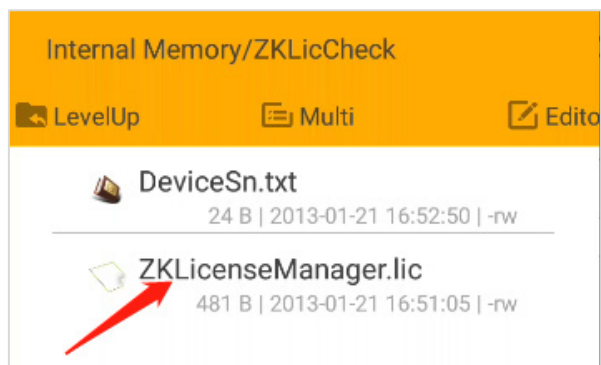 Internal Memory/ZKLicCheck
LevelUp Multi Edito
DeviceSn.txt
24 B | 2013-01-21 16:52:50 | -rw
ZKLicenseManager.lic
481 B | 2013-01-21 16:51:05 | -rw